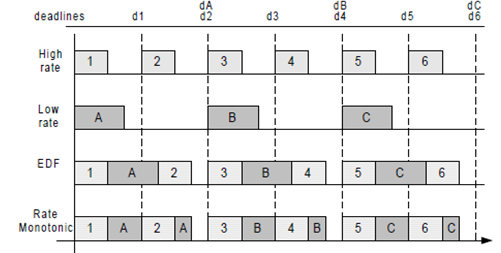 dA dB dC
deadlines d1 d2 d3 d4 d5 d6
High
rate
1 2 3 4 5 6
Low
rate
A B C
EDF
1 A 2 3 B 4 5 C 6
Rate
Monotonic
1 A 2 A 3 B 4 B 5 C 6 C